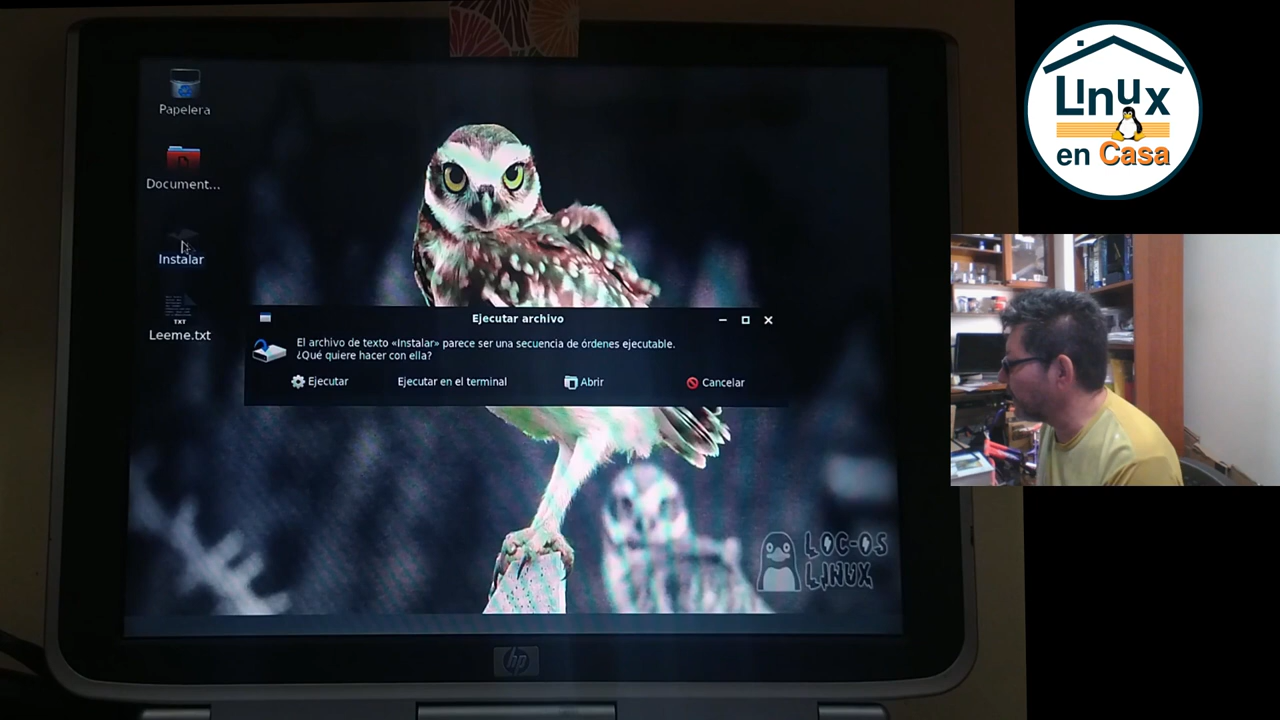 Papelera
Document...
Instalar
TXT
Leeme.txt
Ejecutar archivo
El archivo de texto «Instalar» parece ser una secuencia de órdenes ejecutable.
¿Qué quiere hacer con ella?
Ejecutar
Ejecutar en el terminal
Abrir
Cancelar
LOC-OS
LINUX
hp
Linux
en Casa